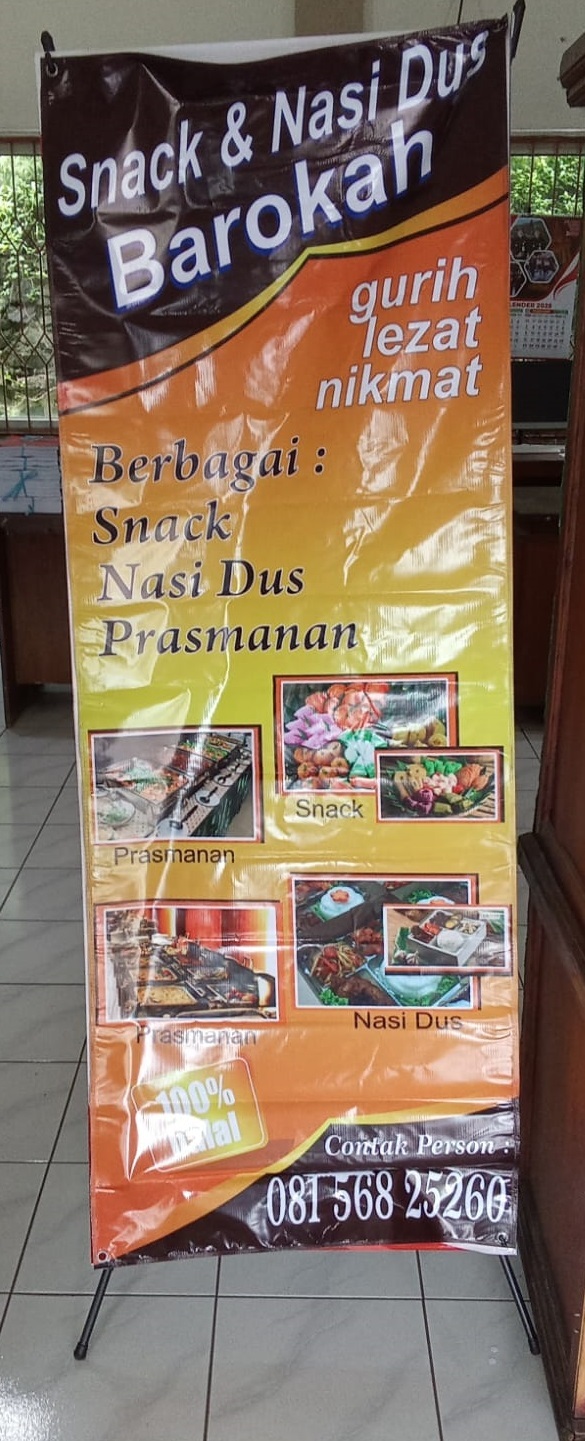 Snack & Nasi Dus
Barokah
gurih
lezat
nikmat
Berbagai :
Snack
Nasi Dus
Prasmanan
Snack
Prasmanan
Prasmanan
Nasi Dus
100%
halal
Contak Person :
081 568 25260